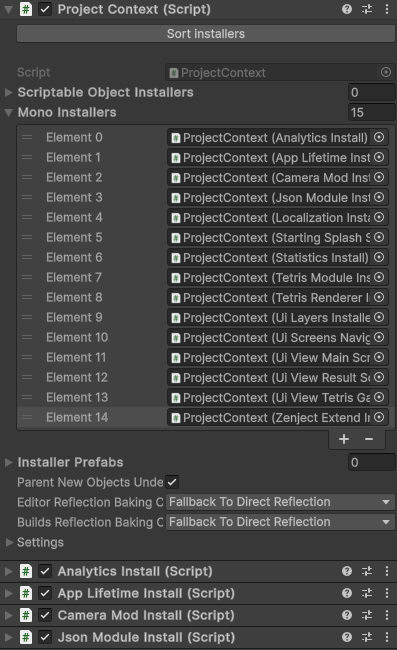 Project Context (Script)
Sort installers
Script ProjectContext
Scriptable Object Installers 0
Mono Installers 15
Element 0 ProjectContext (Analytics Install)
Element 1 ProjectContext (App Lifetime Inst
Element 2 ProjectContext (Camera Mod Inst
Element 3 ProjectContext (Json Module Inst
Element 4 ProjectContext (Localization Insta
Element 5 ProjectContext (Starting Splash S
Element 6 ProjectContext (Statistics Install)
Element 7 ProjectContext (Tetris Module Ins
Element 8 ProjectContext (Tetris Renderer I
Element 9 ProjectContext (Ui Layers Installe
Element 10 ProjectContext (Ui Screens Navig
Element 11 ProjectContext (Ui View Main Scr
Element 12 ProjectContext (Ui View Result Sc
Element 13 ProjectContext (Ui View Tetris Ga
Element 14 ProjectContext (Zenject Extend In
Installer Prefabs 0
Parent New Objects Unde
Editor Reflection Baking C Fallback To Direct Reflection
Builds Reflection Baking C Fallback To Direct Reflection
Settings
Analytics Install (Script)
App Lifetime Install (Script)
Camera Mod Install (Script)
Json Module Install (Script)